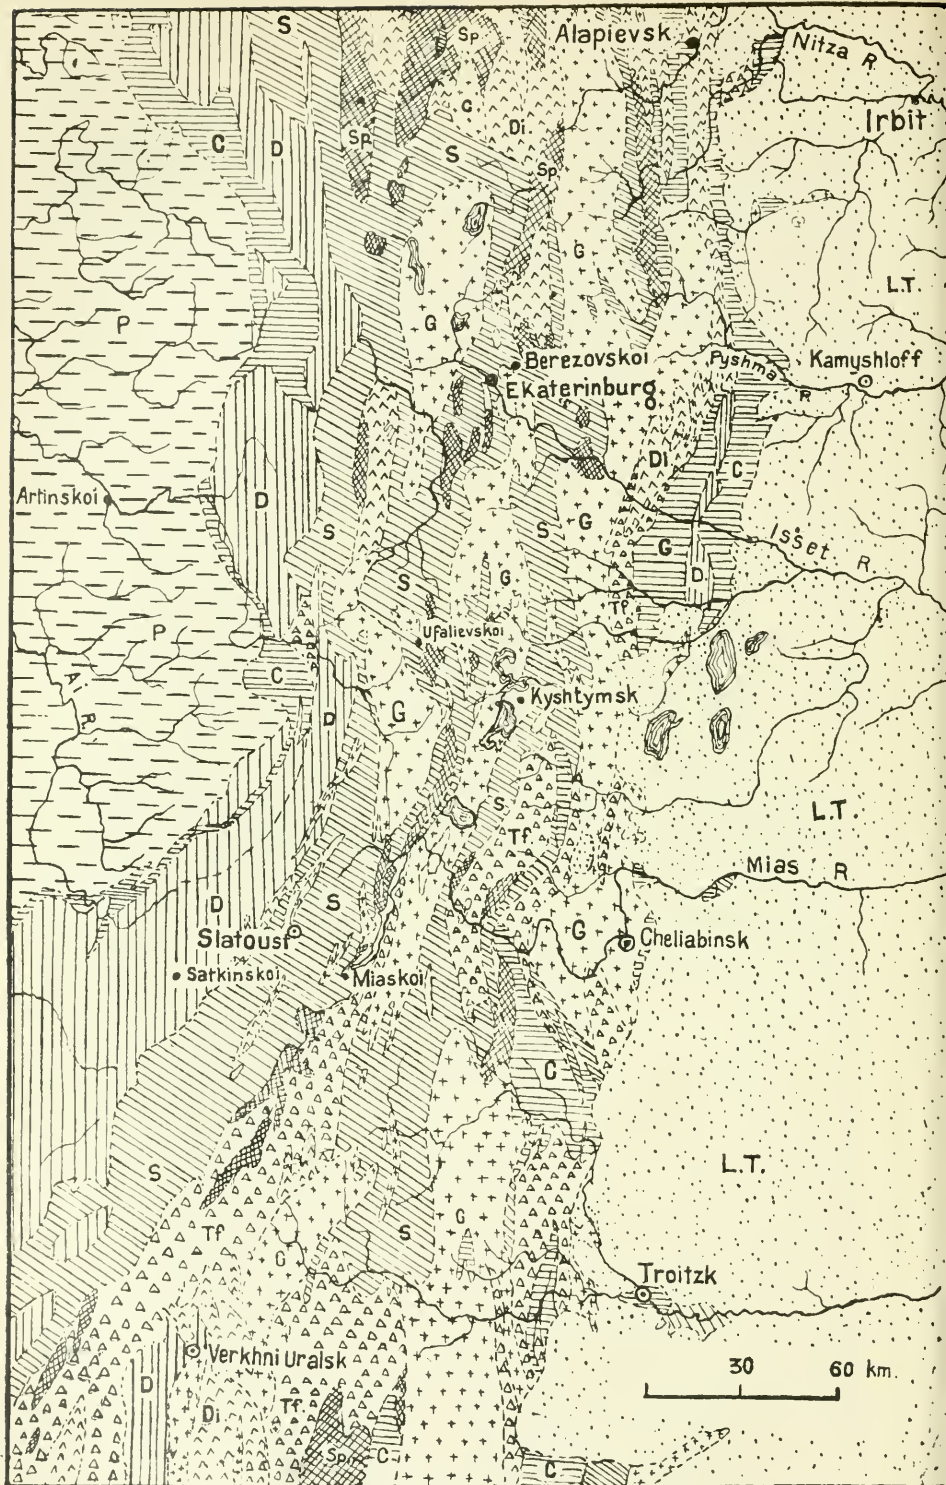 S
Sp
Alapievsk
Nitza R.
Irbit
C
D
Sp
G
Di
S
Sp
G
L.T.
P
G
Berezovskoi
Ekaterinburg
Pyshma R
Kamyshloff
Artinskoi
D
S
Di
C
S
G
G
Isset R.
S
G
D
Tf
P
Ufalievskoi
C
A I R.
G
Kyshtymsk
D
S
Tf
L.T.
Mias R
D
S
G
Slatoust
Cheliabinsk
Satkinskoi
Miaskoi
C
S
L.T.
Tf
G
G
S
Troitzk
Verkhni Uralsk
D
Di
Tf
30 60 km.
Sp
C
C